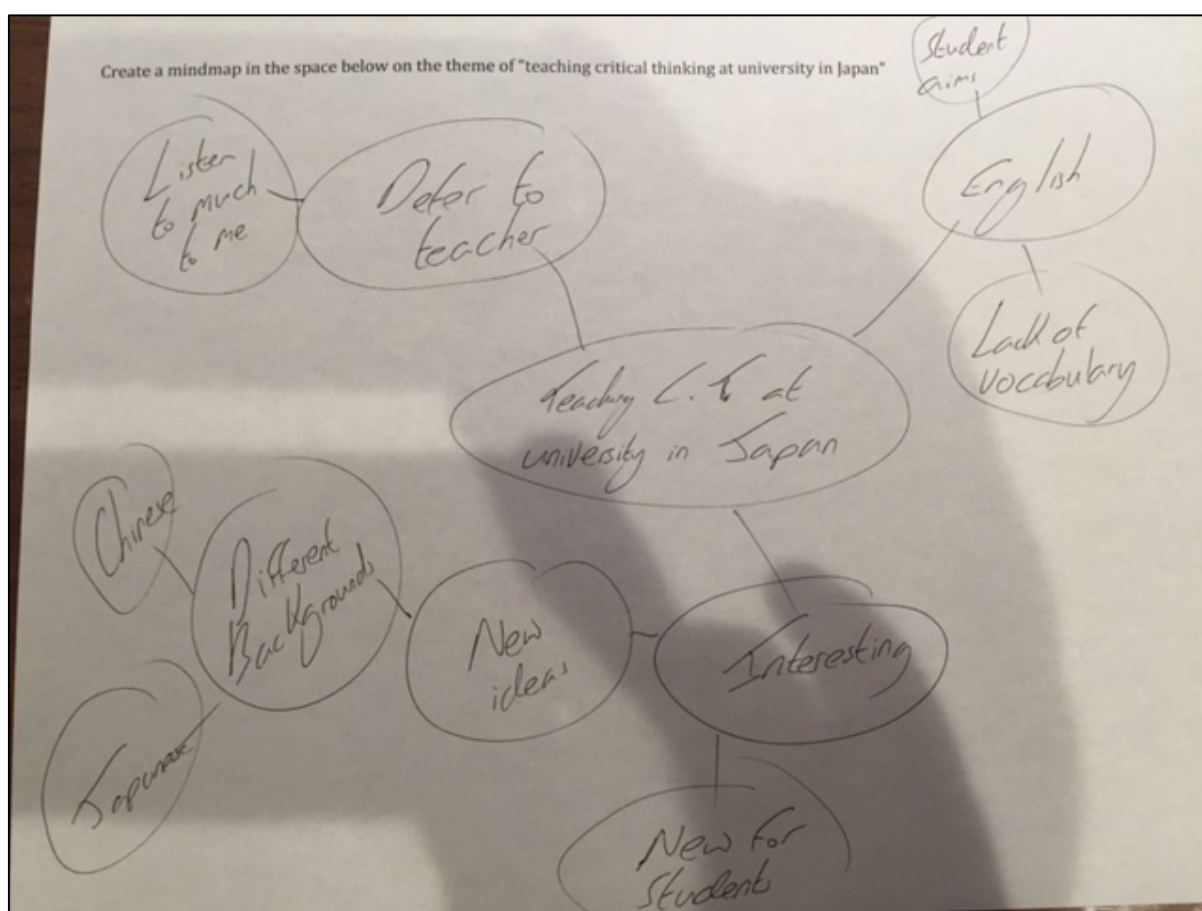 Create a mindmap in the space below on the theme of "teaching critical thinking at university in Japan"
Student
aims
English
Lack of
vocabulary
Listen
to much
to me
Defer to
teacher
Teaching C.T at
university in Japan
Chinese
Different
Backgrounds
Japanese
New
ideas
Interesting
New for
Students